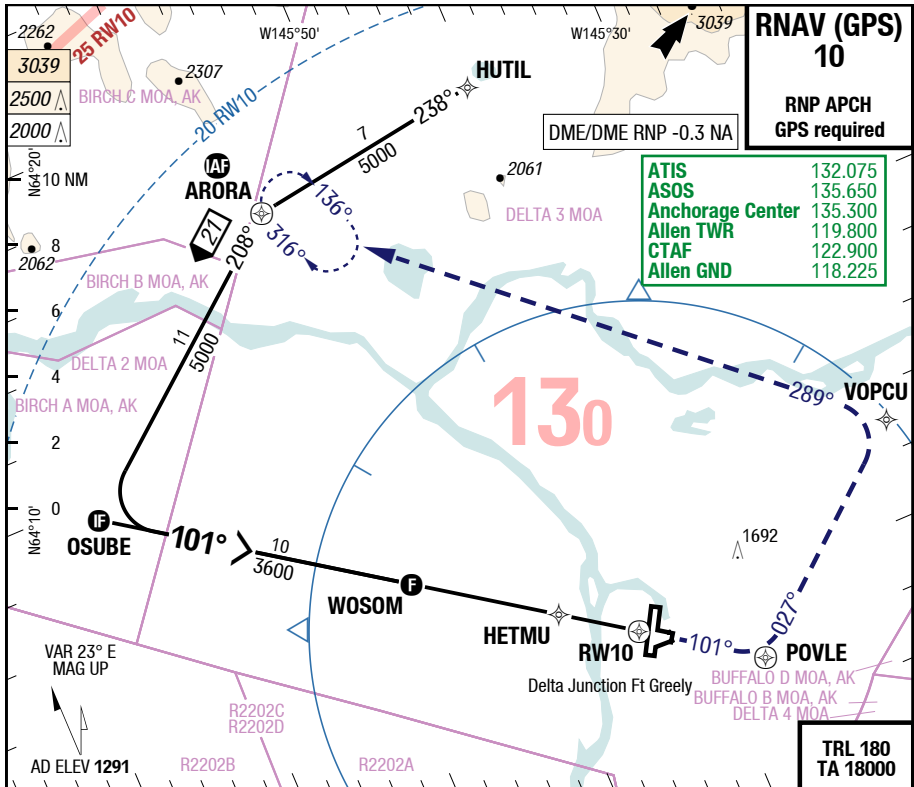 2262
25 RW10
3039
2500
2000
2307
BIRCH C MOA, AK
20 RW10
W145°50'
W145°30'
3039
RNAV (GPS)
10
RNP APCH
GPS required
HUTIL
238°
7
5000
DME/DME RNP -0.3 NA
ATIS 132.075
ASOS 135.650
Anchorage Center 135.300
Allen TWR 119.800
CTAF 122.900
Allen GND 118.225
N64°20'
10 NM
IAF
ARORA
136°
316°
2061
DELTA 3 MOA
21
208°
8
2062
BIRCH B MOA, AK
6
11
5000
DELTA 2 MOA
4
BIRCH A MOA, AK
130
289°
VOPCU
2
0
N64°10'
IF
OSUBE
101°
10
3600
F
WOSOM
1692
027°
HETMU
RW10
101°
POVLE
Delta Junction Ft Greely
BUFFALO D MOA, AK
BUFFALO B MOA, AK
DELTA 4 MOA
VAR 23° E
MAG UP
R2202C
R2202D
AD ELEV 1291
R2202B
R2202A
TRL 180
TA 18000